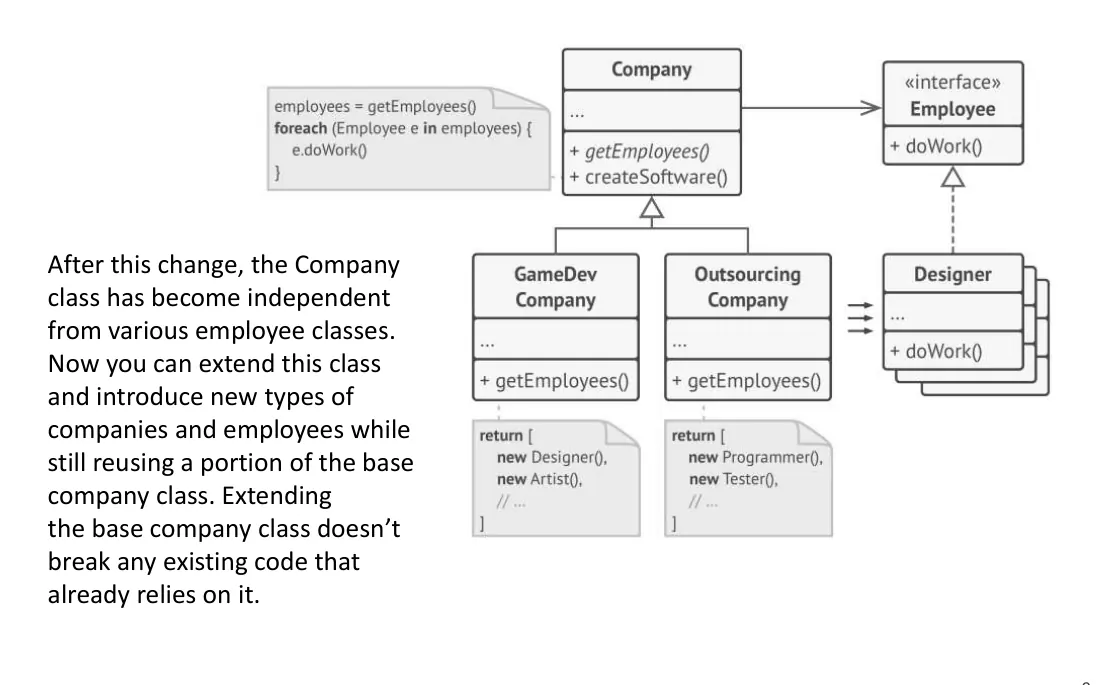 Company
...
+ getEmployees()
+ createSoftware()
employees = getEmployees()
foreach (Employee e in employees) {
e.doWork()
}
«interface»
Employee
+ doWork()
After this change, the Company
class has become independent
from various employee classes.
Now you can extend this class
and introduce new types of
companies and employees while
still reusing a portion of the base
company class. Extending
the base company class doesn’t
break any existing code that
already relies on it.
GameDev
Company
...
+ getEmployees()
return [
new Designer(),
new Artist(),
// ...
]
Outsourcing
Company
...
+ getEmployees()
return [
new Programmer(),
new Tester(),
// ...
]
Designer
...
+ doWork()